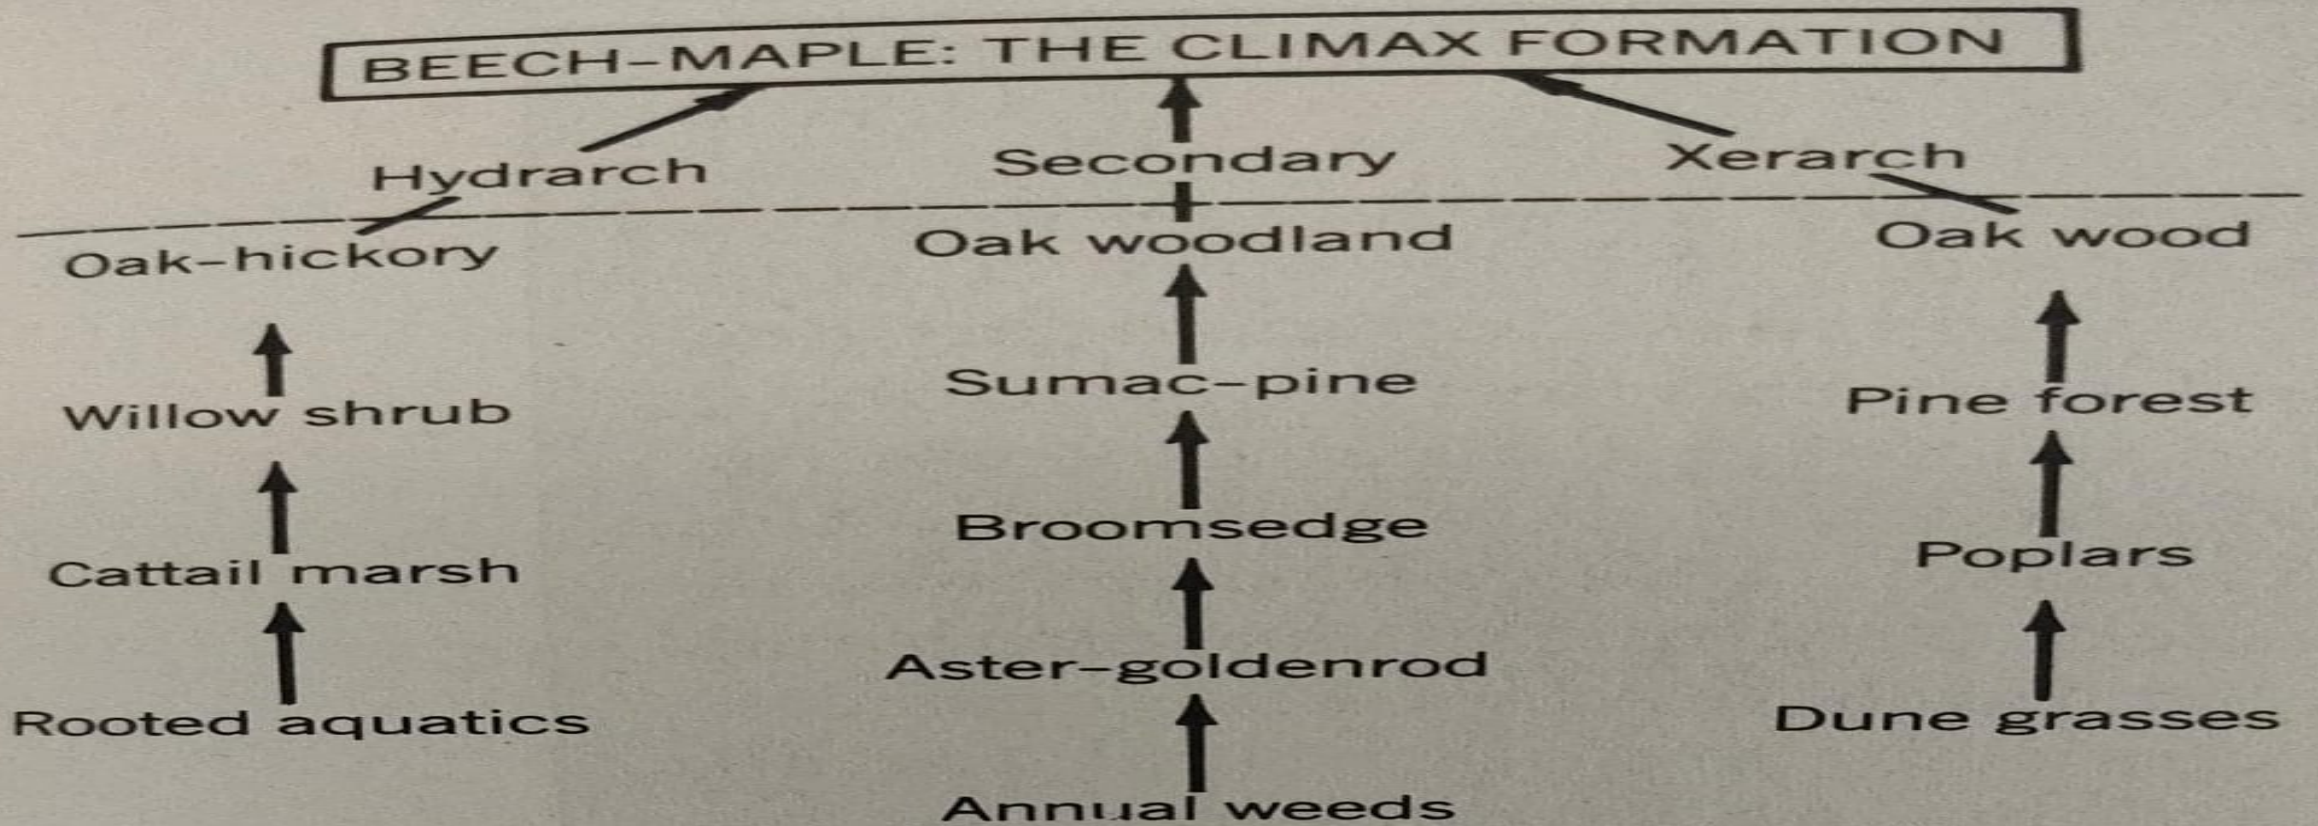 BEECH-MAPLE: THE CLIMAX FORMATION
Hydrarch
Secondary
Xerarch
Oak-hickory
Oak woodland
Oak wood
Willow shrub
Sumac-pine
Pine forest
Cattail marsh
Broomsedge
Poplars
Rooted aquatics
Aster-goldenrod
Dune grasses
Annual weeds